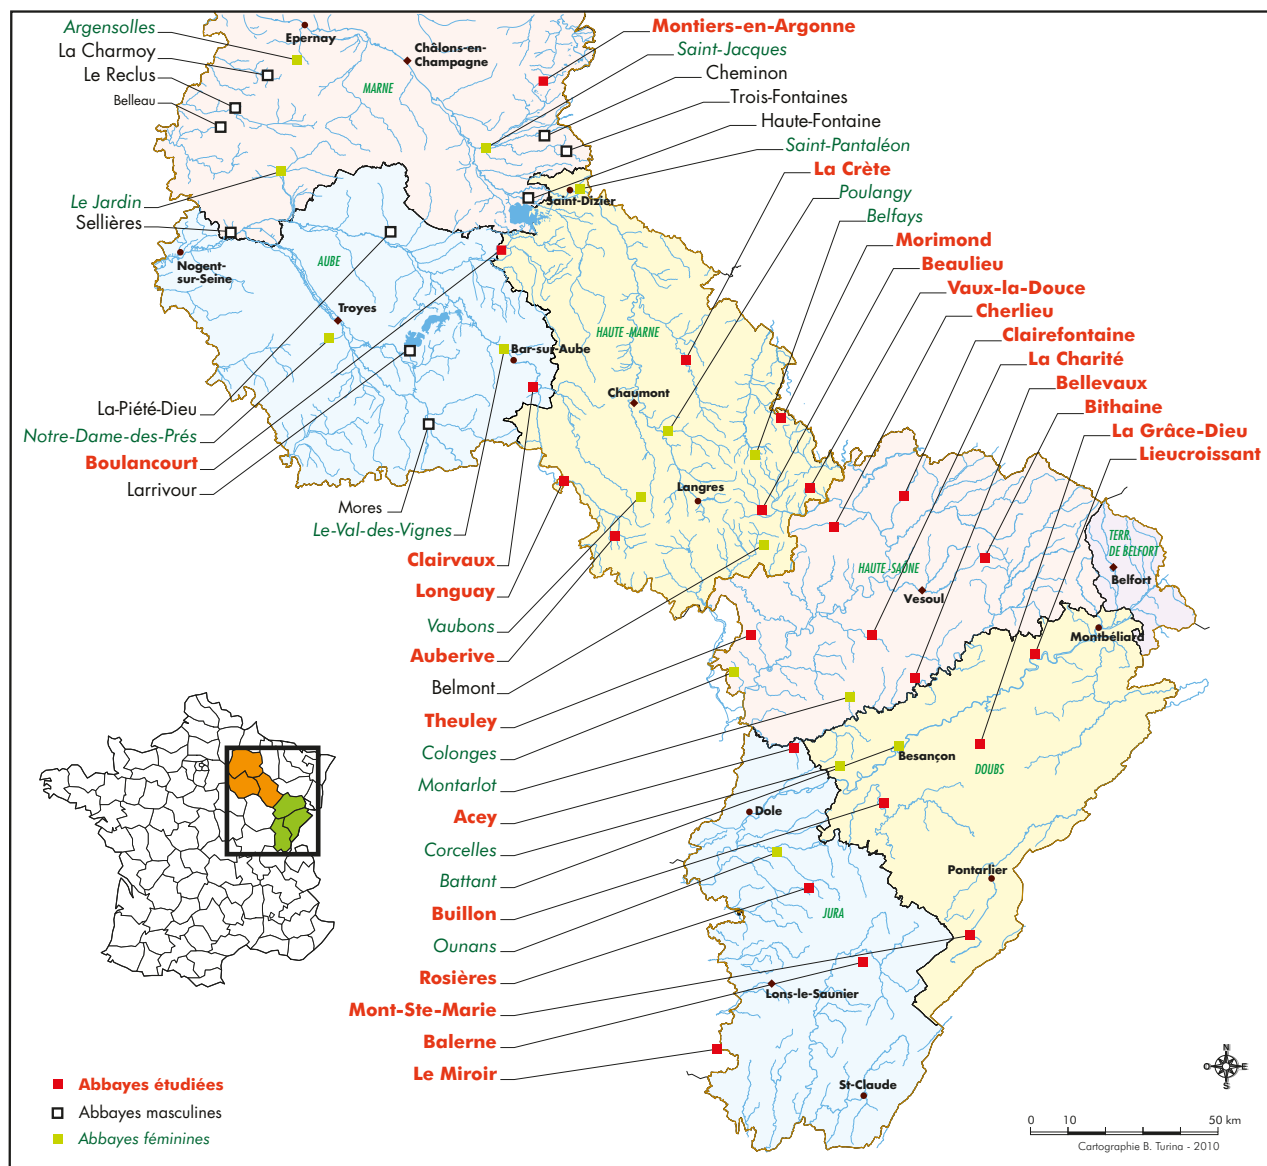 Argensolles
La Charmoy
Le Reclus
Belleau
Le Jardin
Sellières
Epernay
Châlons-en-
Champagne
MARNE
Montiers-en-Argonne
Saint-Jacques
Cheminon
Trois-Fontaines
Haute-Fontaine
Saint-Pantaléon
La Crète
Poulangy
Belfays
Morimond
Beaulieu
Vaux-la-Douce
Cherlieu
Clairefontaine
La Charité
Bellevaux
Bithaine
La Grâce-Dieu
Lieucroissant
Saint-Dizier
Nogent-
sur-Seine
AUBE
Troyes
Bar-sur-Aube
HAUTE-MARNE
Chaumont
Langres
La-Piété-Dieu
Notre-Dame-des-Prés
Boulancourt
Larrivour
Mores
Le-Val-des-Vignes
Clairvaux
Longuay
Vaubons
Auberive
Belmont
Theuley
Colonges
Montarlot
Acey
Corcelles
Battant
Buillon
Ounans
Rosières
Mont-Ste-Marie
Balerne
Le Miroir
HAUTE-SAÔNE
Vesoul
TERR.
DE BELFORT
Belfort
Montbéliard
Besançon
DOUBS
Dole
Pontarlier
JURA
Lons-le-Saunier
St-Claude
Abbayes étudiées
Abbayes masculines
Abbayes féminines
N
O E
S
0 10 50 km
Cartographie B. Turina - 2010